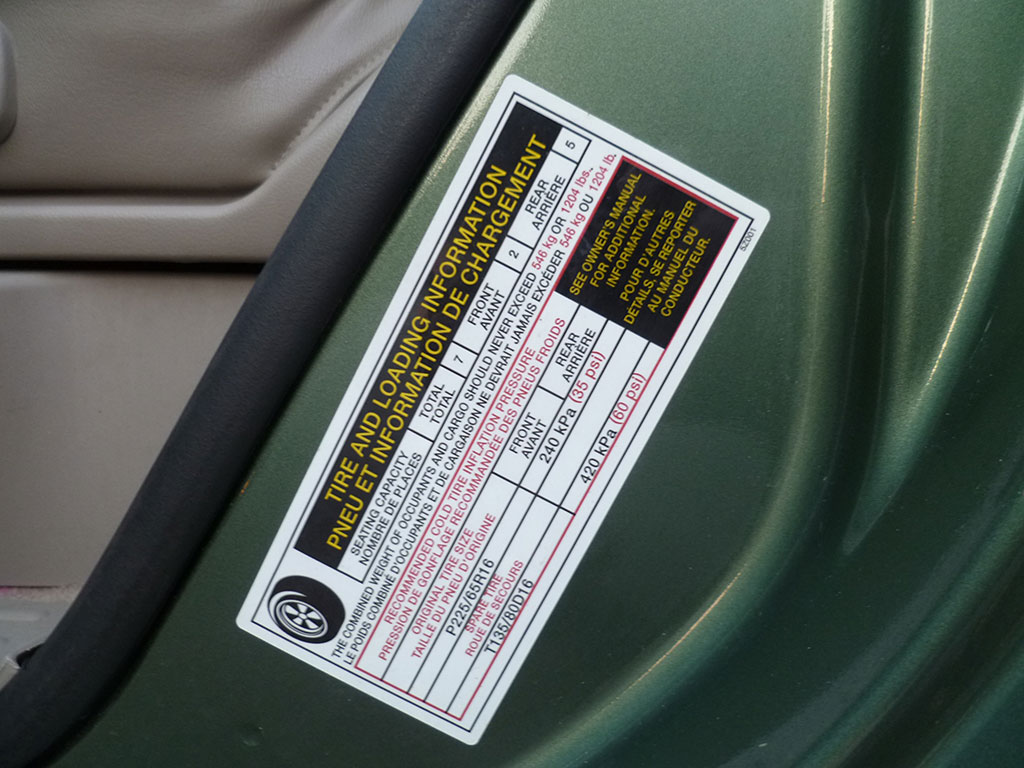 TIRE AND LOADING INFORMATION
PNEU ET INFORMATION DE CHARGEMENT
SEATING CAPACITY
NOMBRE DE PLACES
TOTAL
TOTAL
7
FRONT
AVANT
2
REAR
ARRIÈRE
5
THE COMBINED WEIGHT OF OCCUPANTS AND CARGO SHOULD NEVER EXCEED 546 kg OR 1204 lbs.
LE POIDS COMBINÉ D'OCCUPANTS ET DE CARGAISON NE DEVRAIT JAMAIS EXCÉDER 546 kg OU 1204 lb.
RECOMMENDED COLD TIRE INFLATION PRESSURE
PRESSION DE GONFLAGE RECOMMANDÉE DES PNEUS FROIDS
ORIGINAL TIRE SIZE
TAILLE DU PNEU D'ORIGINE
FRONT
AVANT
REAR
ARRIÈRE
P225/65R16
240 kPa (35 psi)
SPARE TIRE
ROUE DE SECOURS
T135/80D16
420 kPa (60 psi)
SEE OWNER'S MANUAL
FOR ADDITIONAL
INFORMATION.
POUR D'AUTRES
DÉTAILS, SE REPORTER
AU MANUEL DU
CONDUCTEUR.
5Z001